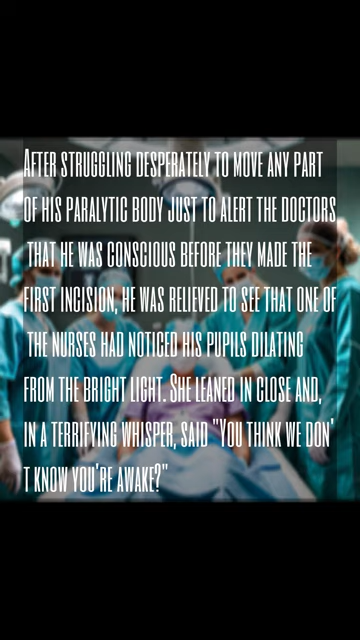 After struggling desperately to move any part
of his paralytic body just to alert the doctors
that he was conscious before they made the
first incision, he was relieved to see that one of
the nurses had noticed his pupils dilating
from the bright light. She leaned in close and,
in a terrifying whisper, said "You think we don'
t know you're awake?"